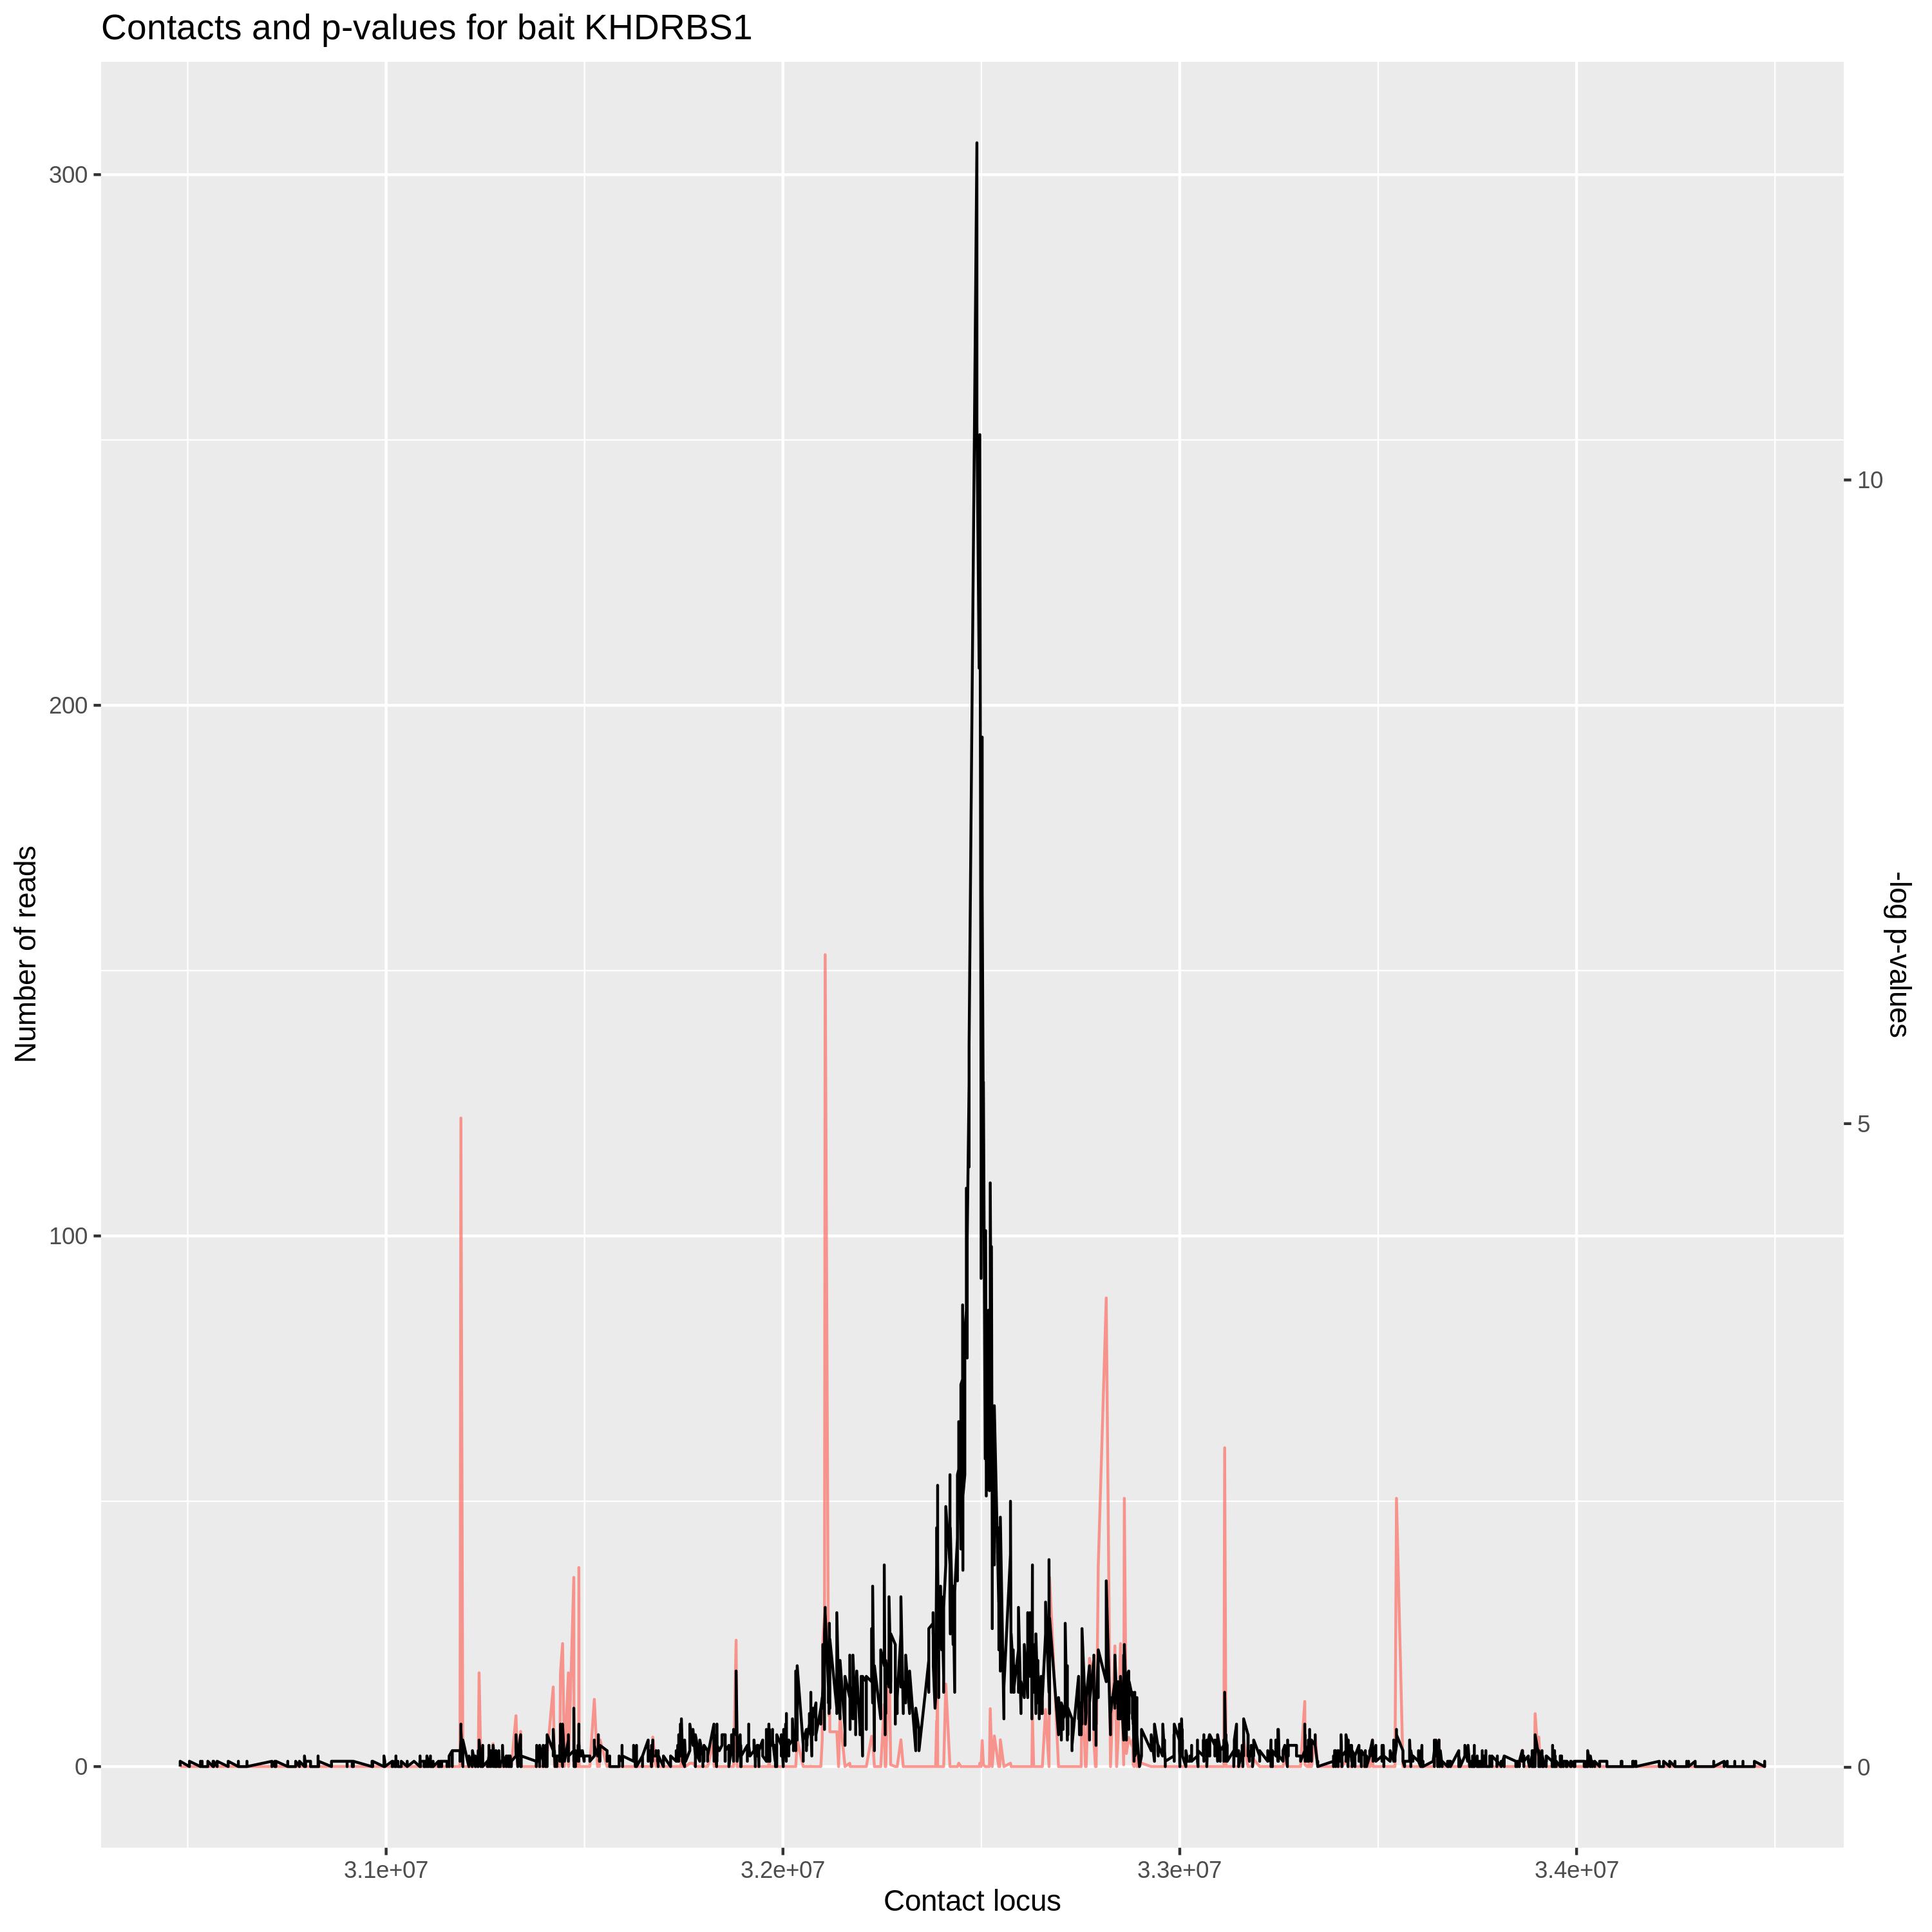 Contacts and p-values for bait KHDRBS1
300
200
100
0
Number of reads
10
5
0
-log p-values
3.1e+07
3.2e+07
3.3e+07
3.4e+07
Contact locus